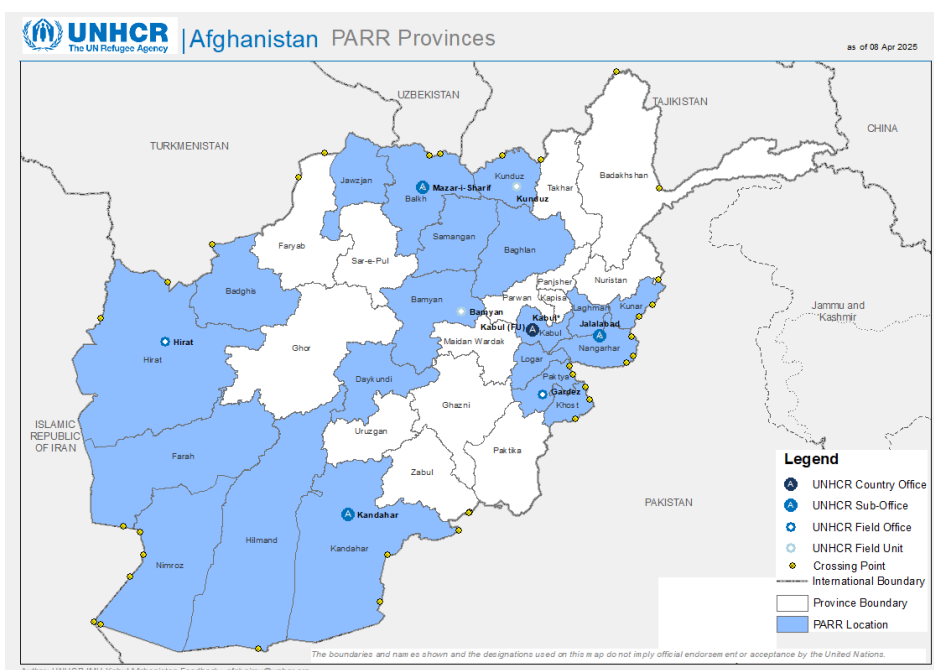 UNHCR
The UN Refugee Agency
Afghanistan PARR Provinces
as of 08 Apr 2025
UZBEKISTAN
TAJIKISTAN
CHINA
TURKMENISTAN
Jawzjan
Kunduz
Badakhshan
Mazar-i-Sharif
Takhar
Balkh
Kunduz
Samangan
Faryab
Baghlan
Sar-e-Pul
Panjsher
Nuristan
Badghis
Bamyan
Parwan
Kapisa
Laghman
Kunar
Jammu and
Kashmir
Bamyan
Kabul*
Kabul (FU)
Jalalabad
Kabul
Hirat
Maidan Wardak
Nangarhar
Ghor
Hirat
Logar
Daykundi
Paktya
Gardez
Ghazni
Khost
ISLAMIC
REPUBLIC
OF IRAN
Uruzgan
Paktika
Farah
Zabul
PAKISTAN
Kandahar
Hilmand
Kandahar
Nimroz
Legend
UNHCR Country Office
UNHCR Sub-Office
UNHCR Field Office
UNHCR Field Unit
Crossing Point
International Boundary
Province Boundary
PARR Location
The boundaries and names shown and the designations used on this map do not imply official endorsement or acceptance by the United Nations.